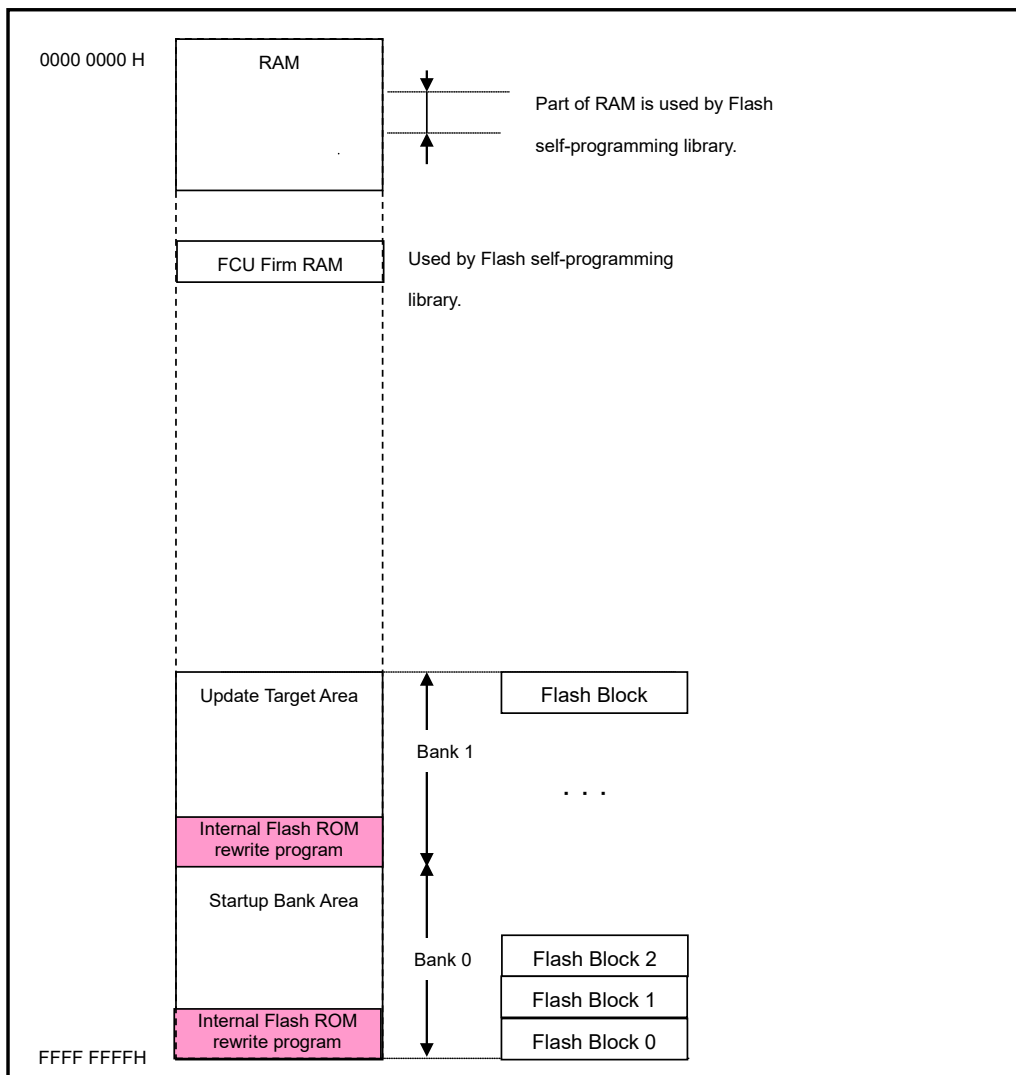 0000 0000 H
RAM
Part of RAM is used by Flash
self-programming library.
FCU Firm RAM
Used by Flash self-programming
library.
Update Target Area
Flash Block
Bank 1
. . .
Internal Flash ROM
rewrite program
Startup Bank Area
Bank 0
Flash Block 2
Flash Block 1
Internal Flash ROM
rewrite program
Flash Block 0
FFFF FFFFH